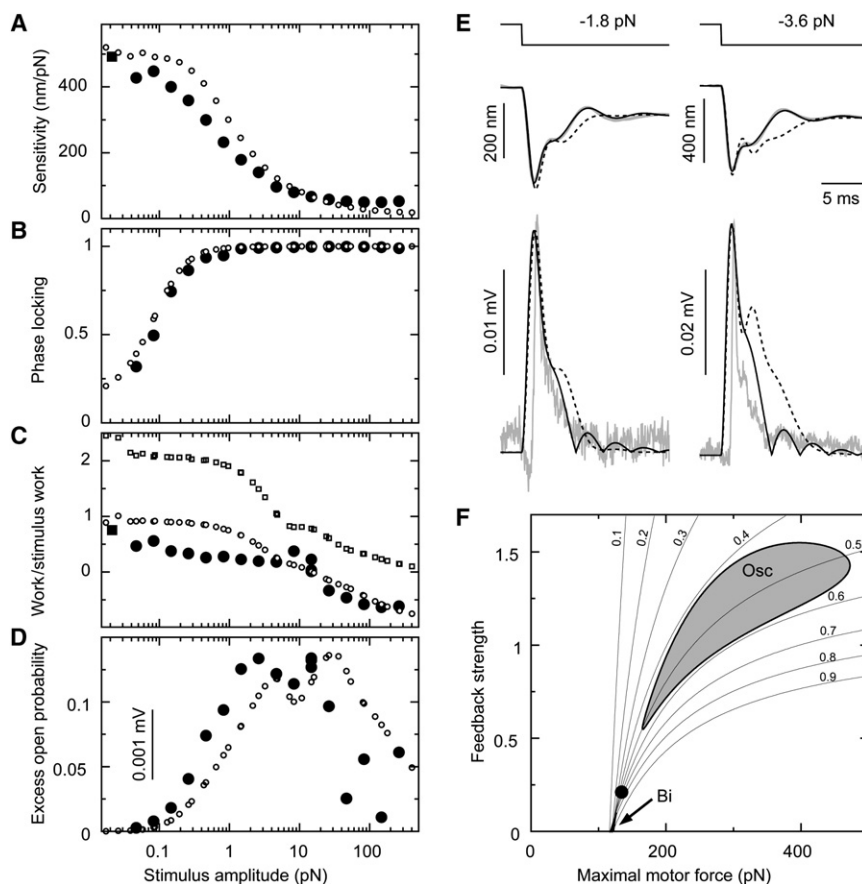 A
Sensitivity (nm/pN)
400
200
0
B
Phase locking
1
0.5
0
C
Work/stimulus work
2
1
0
D
Excess open probability
0.1
0.05
0
0.001 mV
0.1
1
10
100
Stimulus amplitude (pN)
E
-1.8 pN
-3.6 pN
200 nm
400 nm
5 ms
0.01 mV
0.02 mV
F
Feedback strength
1.5
1.0
0.5
0
0.1
0.2
0.3
0.4
0.5
0.6
0.7
0.8
0.9
Osc
Bi
0
200
400
Maximal motor force (pN)